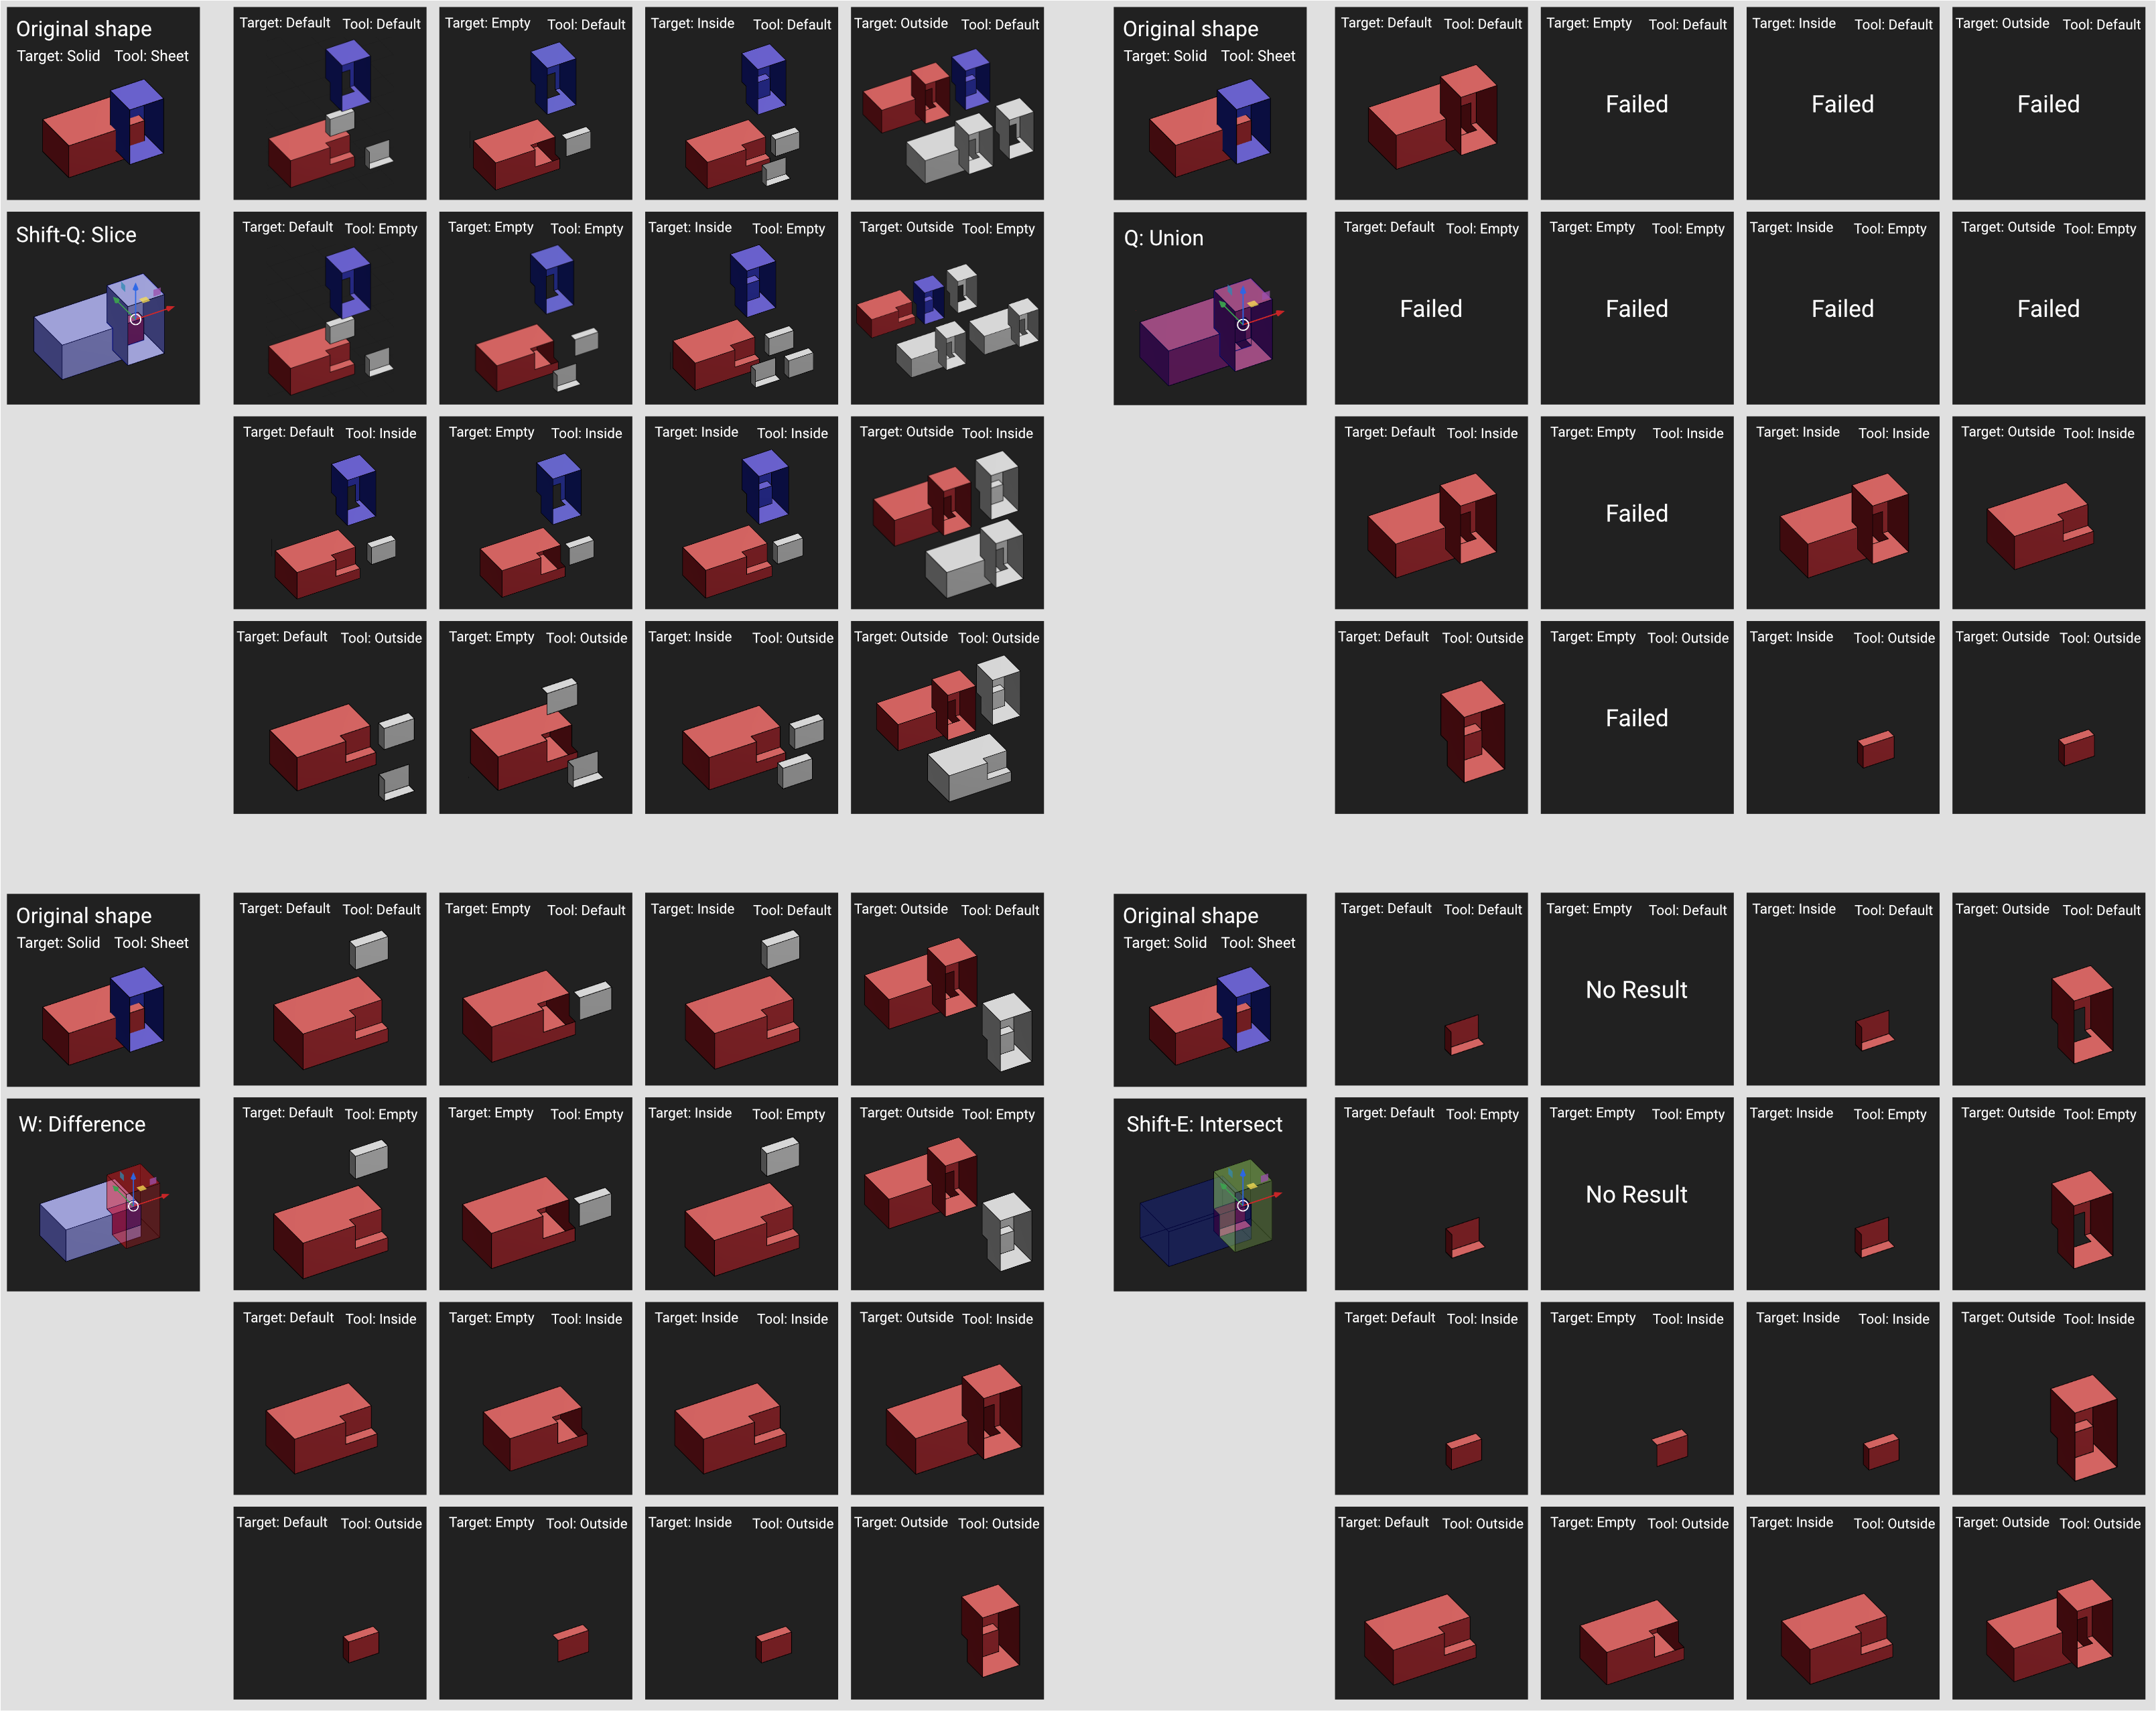 Original shape
Target: Solid Tool: Sheet
Target: Default Tool: Default
Target: Empty Tool: Default
Target: Inside Tool: Default
Target: Outside Tool: Default
Shift-Q: Slice
Target: Default Tool: Empty
Target: Empty Tool: Empty
Target: Inside Tool: Empty
Target: Outside Tool: Empty
Target: Default Tool: Inside
Target: Empty Tool: Inside
Target: Inside Tool: Inside
Target: Outside Tool: Inside
Target: Default Tool: Outside
Target: Empty Tool: Outside
Target: Inside Tool: Outside
Target: Outside Tool: Outside
Original shape
Target: Solid Tool: Sheet
Target: Default Tool: Default
Target: Empty Tool: Default
Failed
Target: Inside Tool: Default
Failed
Target: Outside Tool: Default
Failed
Q: Union
Target: Default Tool: Empty
Failed
Target: Empty Tool: Empty
Failed
Target: Inside Tool: Empty
Failed
Target: Outside Tool: Empty
Failed
Target: Default Tool: Inside
Target: Empty Tool: Inside
Failed
Target: Inside Tool: Inside
Target: Outside Tool: Inside
Target: Default Tool: Outside
Target: Empty Tool: Outside
Failed
Target: Inside Tool: Outside
Target: Outside Tool: Outside
Original shape
Target: Solid Tool: Sheet
Target: Default Tool: Default
Target: Empty Tool: Default
Target: Inside Tool: Default
Target: Outside Tool: Default
W: Difference
Target: Default Tool: Empty
Target: Empty Tool: Empty
Target: Inside Tool: Empty
Target: Outside Tool: Empty
Target: Default Tool: Inside
Target: Empty Tool: Inside
Target: Inside Tool: Inside
Target: Outside Tool: Inside
Target: Default Tool: Outside
Target: Empty Tool: Outside
Target: Inside Tool: Outside
Target: Outside Tool: Outside
Original shape
Target: Solid Tool: Sheet
Target: Default Tool: Default
Target: Empty Tool: Default
No Result
Target: Inside Tool: Default
Target: Outside Tool: Default
Shift-E: Intersect
Target: Default Tool: Empty
Target: Empty Tool: Empty
No Result
Target: Inside Tool: Empty
Target: Outside Tool: Empty
Target: Default Tool: Inside
Target: Empty Tool: Inside
Target: Inside Tool: Inside
Target: Outside Tool: Inside
Target: Default Tool: Outside
Target: Empty Tool: Outside
Target: Inside Tool: Outside
Target: Outside Tool: Outside